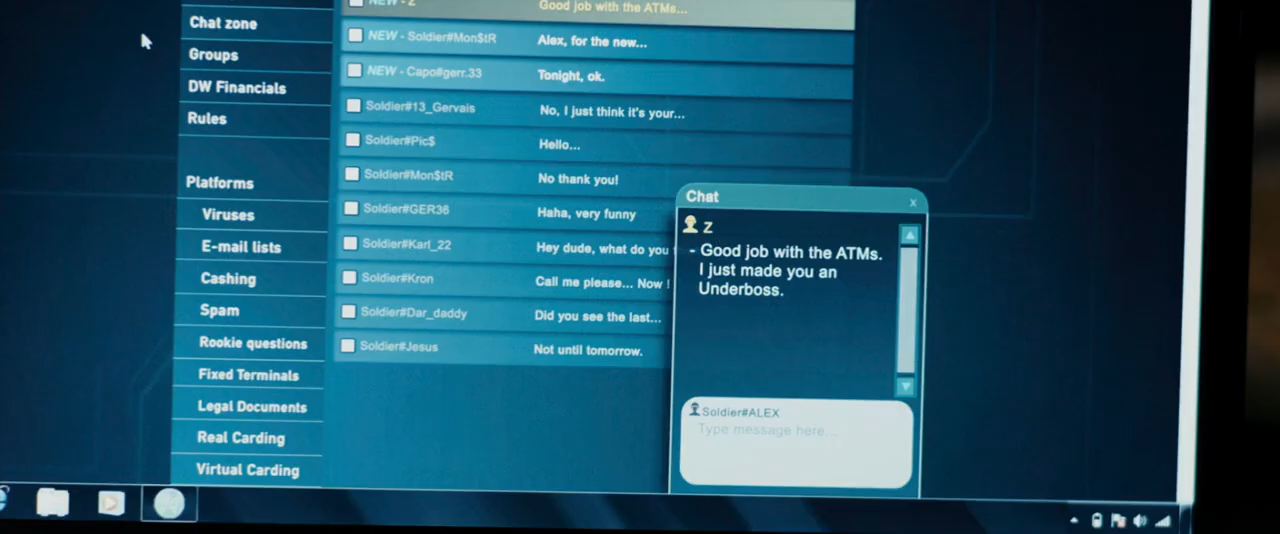 NEW - Z Good job with the ATMs...
Chat zone
NEW - Soldier#Mon$tR Alex, for the new...
Groups
NEW - Capo#gerr.33 Tonight, ok.
DW Financials
Soldier#13_Gervais No, I just think it's your...
Rules
Soldier#Pic$ Hello...
Soldier#Mon$tR No thank you!
Platforms
Soldier#GER36 Haha, very funny
Viruses
Soldier#Karl_22 Hey dude, what do you
E-mail lists
Soldier#Kron Call me please... Now !
Cashing
Soldier#Dar_daddy Did you see the last...
Spam
Soldier#Jesus Not until tomorrow.
Rookie questions
Fixed Terminals
Legal Documents
Real Carding
Virtual Carding
Chat x
Z
- Good job with the ATMs.
I just made you an
Underboss.
Soldier#ALEX
Type message here...